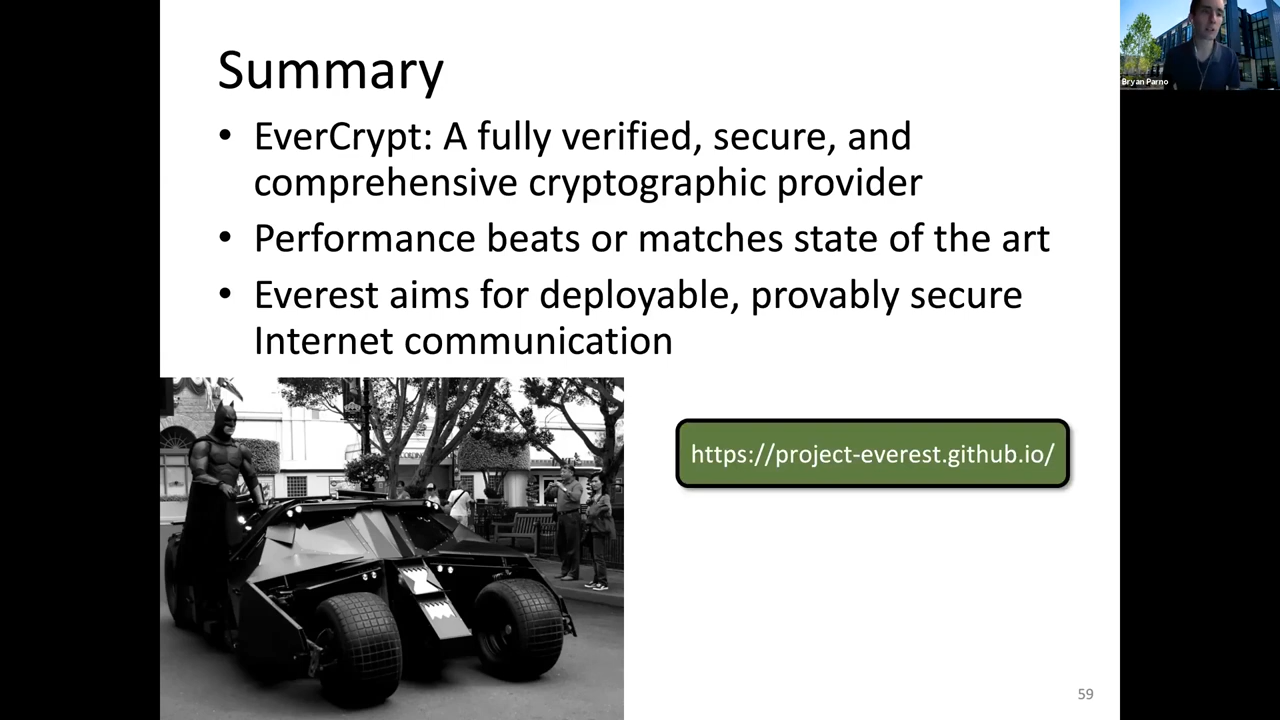 Summary
• EverCrypt: A fully verified, secure, and
comprehensive cryptographic provider
• Performance beats or matches state of the art
• Everest aims for deployable, provably secure
Internet communication
https://project-everest.github.io/
59
Bryan Parno